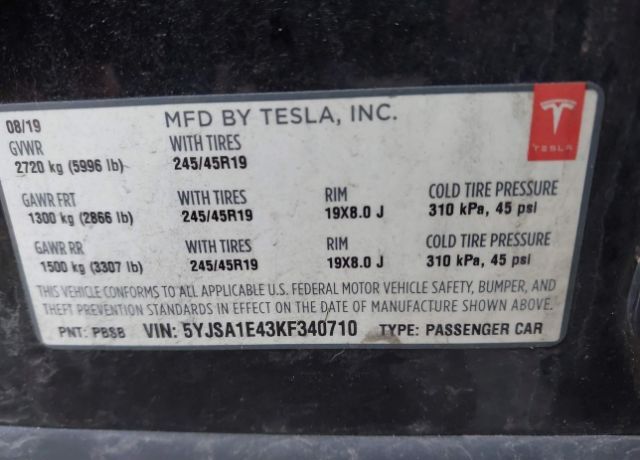 MFD BY TESLA, INC.
TESLA
08/19
GVWR WITH TIRES
2720 kg (5996 lb) 245/45R19
GAWR FRT WITH TIRES RIM COLD TIRE PRESSURE
1300 kg (2866 lb) 245/45R19 19X8.0 J 310 kPa, 45 psi
GAWR RR WITH TIRES RIM COLD TIRE PRESSURE
1500 kg (3307 lb) 245/45R19 19X8.0 J 310 kPa, 45 psi
THIS VEHICLE CONFORMS TO ALL APPLICABLE U.S. FEDERAL MOTOR VEHICLE SAFETY, BUMPER, AND
THEFT PREVENTION STANDARDS IN EFFECT ON THE DATE OF MANUFACTURE SHOWN ABOVE.
PNT: PBSB VIN: 5YJSA1E43KF340710 TYPE: PASSENGER CAR